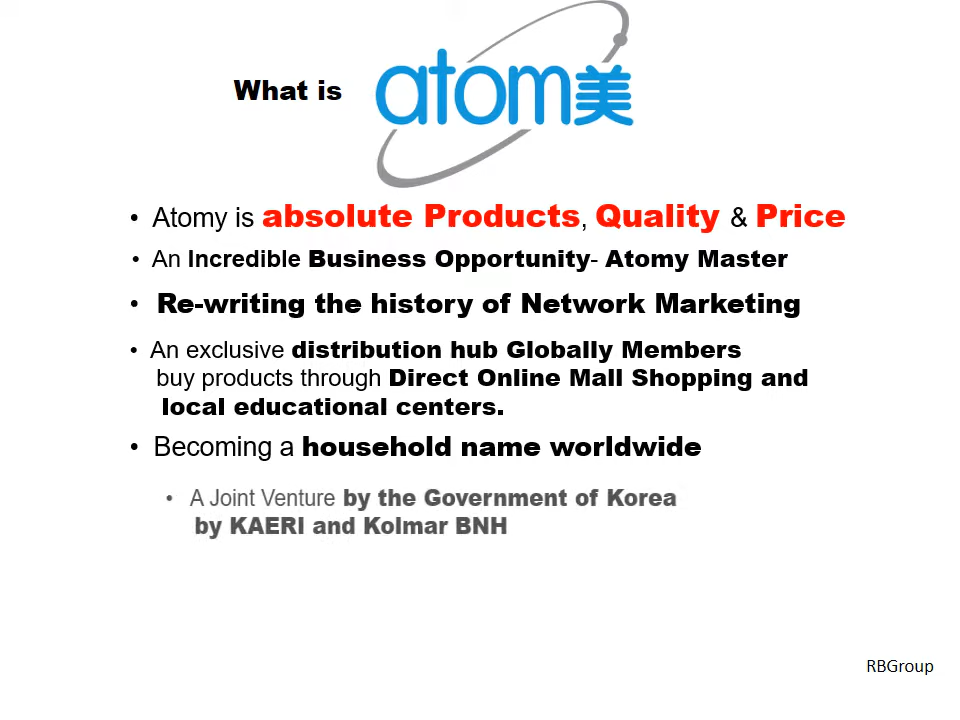 What is atom美
• Atomy is absolute Products, Quality & Price
• An Incredible Business Opportunity- Atomy Master
• Re-writing the history of Network Marketing
• An exclusive distribution hub Globally Members
buy products through Direct Online Mall Shopping and
local educational centers.
• Becoming a household name worldwide
• A Joint Venture by the Government of Korea
by KAERI and Kolmar BNH
RBGroup